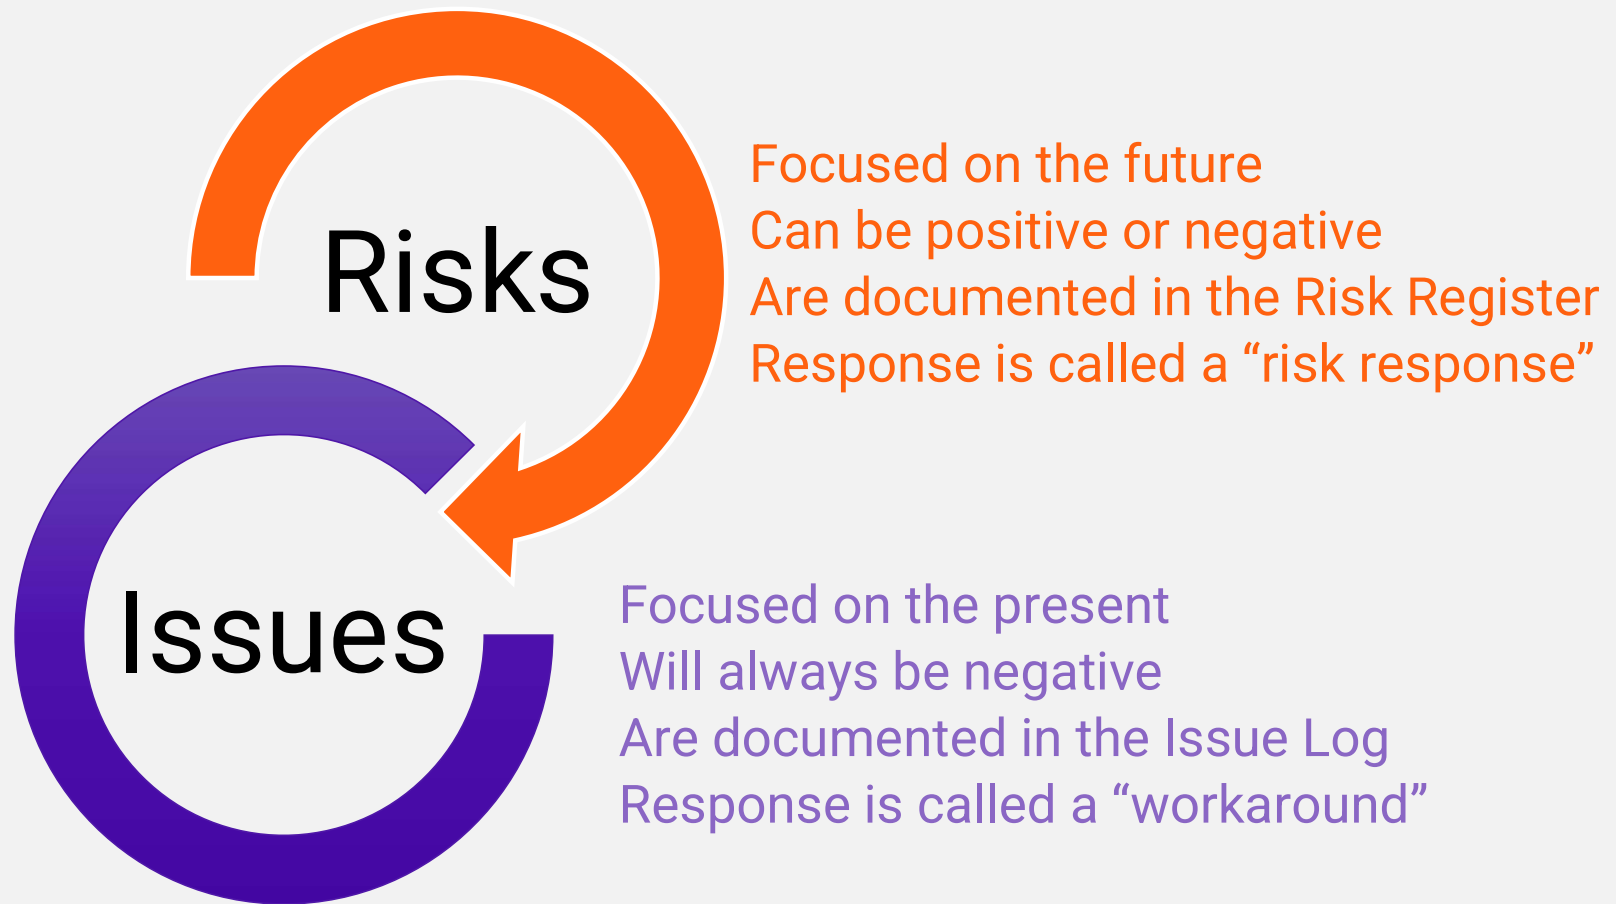 Risks
Focused on the future
Can be positive or negative
Are documented in the Risk Register
Response is called a “risk response”
Issues
Focused on the present
Will always be negative
Are documented in the Issue Log
Response is called a “workaround”